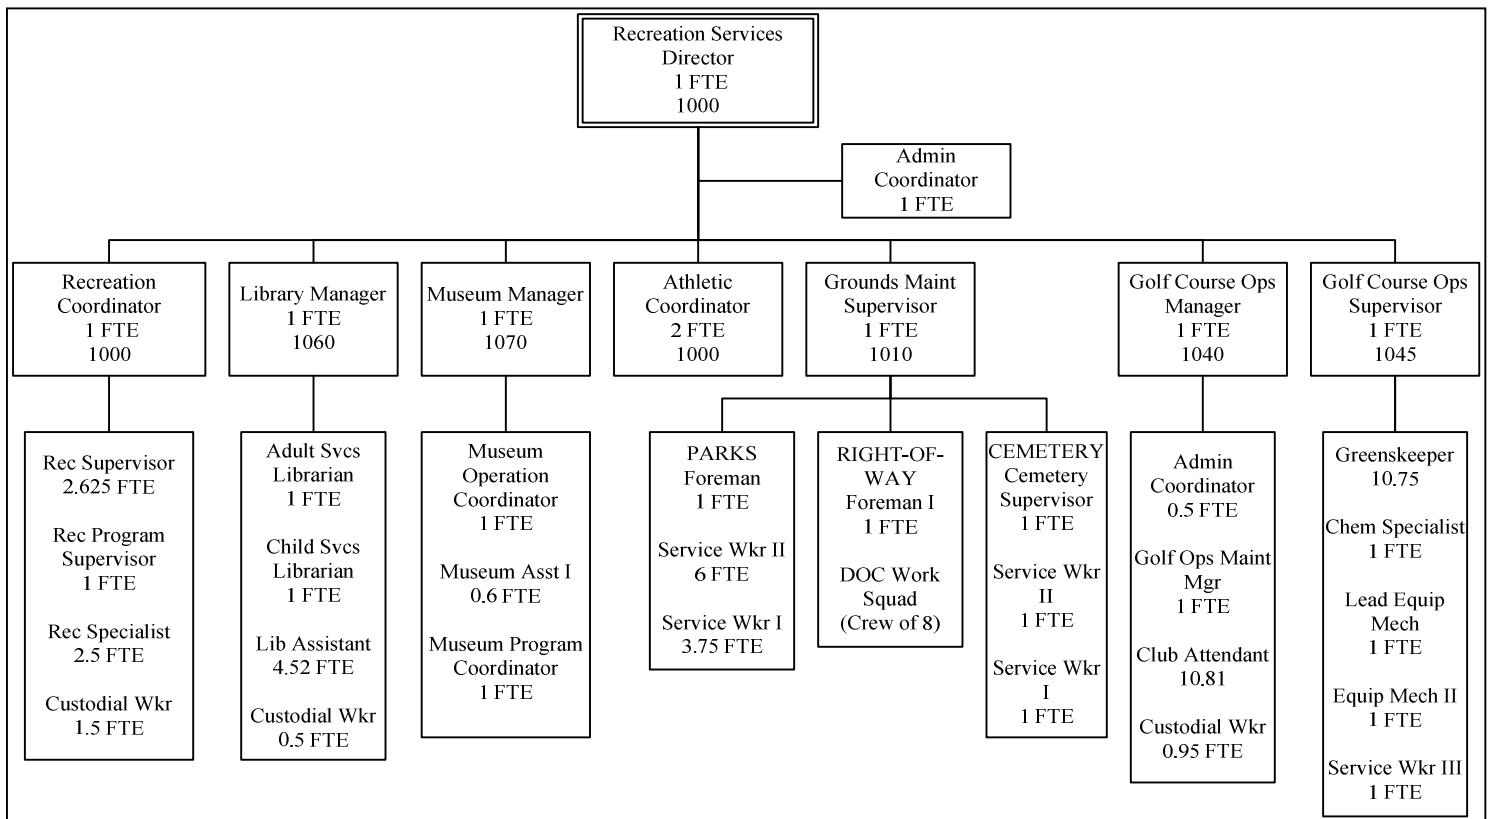 Recreation Services
Director
1 FTE
1000
Admin
Coordinator
1 FTE
Recreation
Coordinator
1 FTE
1000
Library Manager
1 FTE
1060
Museum Manager
1 FTE
1070
Athletic
Coordinator
2 FTE
1000
Grounds Maint
Supervisor
1 FTE
1010
Golf Course Ops
Manager
1 FTE
1040
Golf Course Ops
Supervisor
1 FTE
1045
Rec Supervisor
2.625 FTE
Rec Program
Supervisor
1 FTE
Rec Specialist
2.5 FTE
Custodial Wkr
1.5 FTE
Adult Svcs
Librarian
1 FTE
Child Svcs
Librarian
1 FTE
Lib Assistant
4.52 FTE
Custodial Wkr
0.5 FTE
Museum
Operation
Coordinator
1 FTE
Museum Asst I
0.6 FTE
Museum Program
Coordinator
1 FTE
PARKS
Foreman
1 FTE
Service Wkr II
6 FTE
Service Wkr I
3.75 FTE
RIGHT-OF-
WAY
Foreman I
1 FTE
DOC Work
Squad
(Crew of 8)
CEMETERY
Cemetery
Supervisor
1 FTE
Service Wkr
II
1 FTE
Service Wkr
I
1 FTE
Admin
Coordinator
0.5 FTE
Golf Ops Maint
Mgr
1 FTE
Club Attendant
10.81
Custodial Wkr
0.95 FTE
Greenskeeper
10.75
Chem Specialist
1 FTE
Lead Equip
Mech
1 FTE
Equip Mech II
1 FTE
Service Wkr III
1 FTE